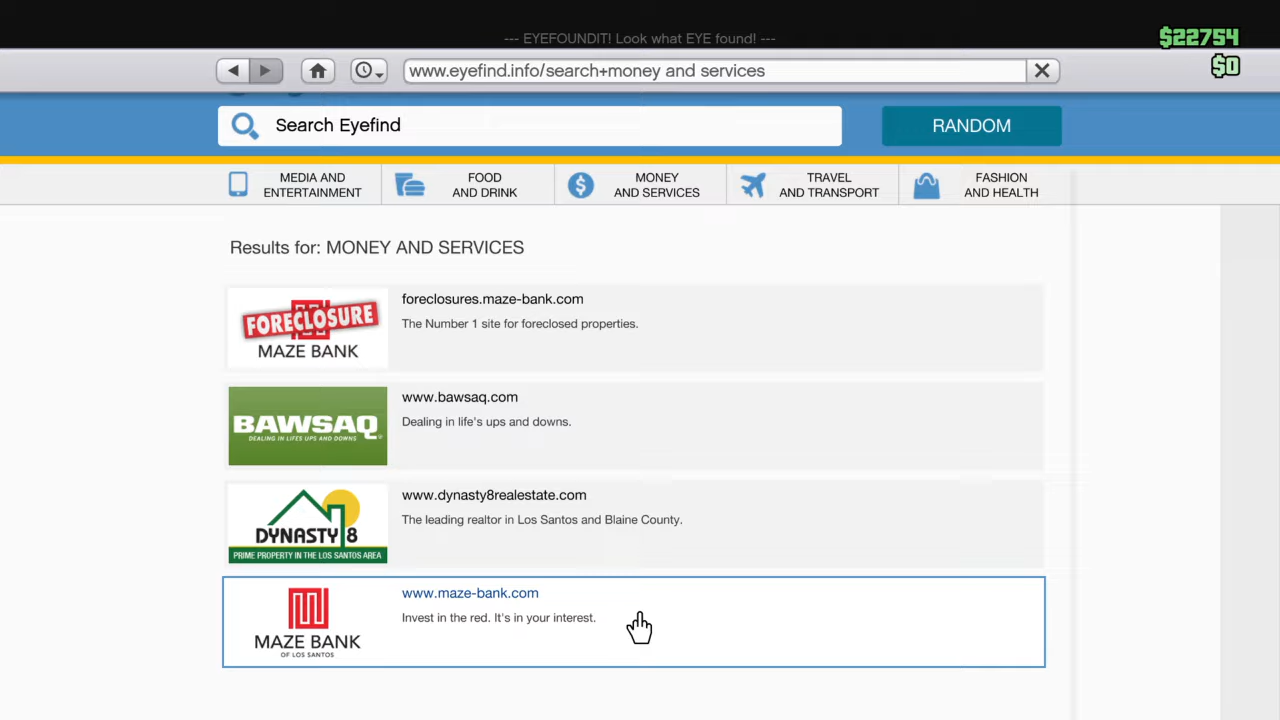 --- EYEFOUNDIT! Look what EYE found! ---
$22754
$0
www.eyefind.info/search+money and services
Search Eyefind
RANDOM
MEDIA AND
ENTERTAINMENT
FOOD
AND DRINK
MONEY
AND SERVICES
TRAVEL
AND TRANSPORT
FASHION
AND HEALTH
Results for: MONEY AND SERVICES
FORECLOSURE
MAZE BANK
foreclosures.maze-bank.com
The Number 1 site for foreclosed properties.
BAWSAQ
DEALING IN LIFES UPS AND DOWNS
www.bawsaq.com
Dealing in life's ups and downs.
DYNASTY 8
PRIME PROPERTY IN THE LOS SANTOS AREA
www.dynasty8realestate.com
The leading realtor in Los Santos and Blaine County.
MAZE BANK
OF LOS SANTOS
www.maze-bank.com
Invest in the red. It's in your interest.